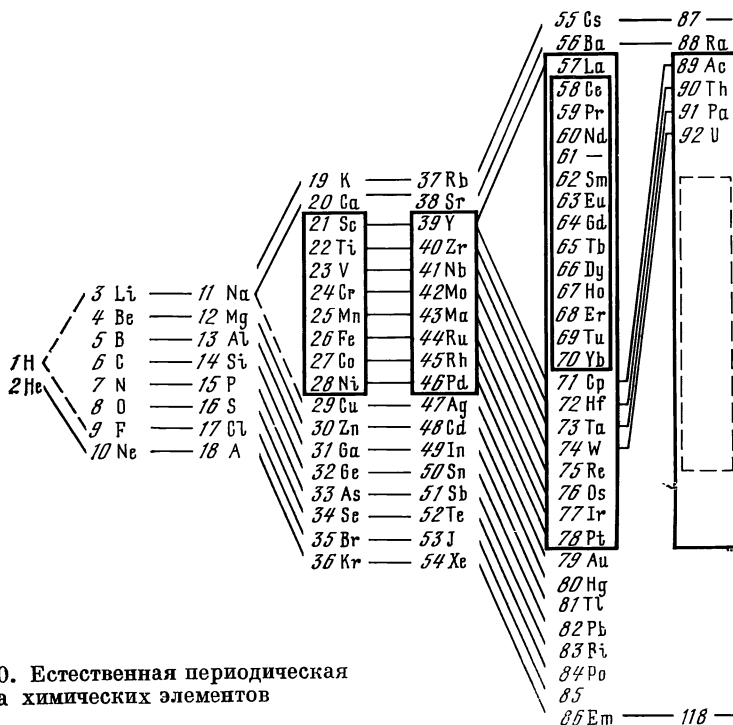 55 Cs — 87 —
56 Ba — 88 Ra
57 La 89 Ac
58 Ce 90 Th
59 Pr 91 Pa
60 Nd 92 U
61 —
19 K 37 Rb 62 Sm
20 Ca 38 Sr 63 Eu
21 Sc 39 Y 64 Gd
22 Ti 40 Zr 65 Tb
23 V 41 Nb 66 Dy
3 Li 11 Na 24 Cr 42 Mo 67 Ho
4 Be 12 Mg 25 Mn 43 Ma 68 Er
5 B 13 Al 26 Fe 44 Ru 69 Tu
1H 6 C 14 Si 27 Co 45 Rh 70 Yb
2He 7 N 15 P 28 Ni 46 Pd 71 Cp
8 O 16 S 29 Cu 47 Ag 72 Hf
9 F 17 Cl 30 Zn 48 Cd 73 Ta
10 Ne 18 A 31 Ga 49 In 74 W
32 Ge 50 Sn 75 Re
33 As 51 Sb 76 Os
34 Se 52 Te 77 Ir
35 Br 53 J 78 Pt
36 Kr 54 Xe 79 Au
80 Hg
81 Tl
82 Pb
83 Bi
84 Po
85
86 Em — 118 —
0. Естественная периодическая
а химических элементов